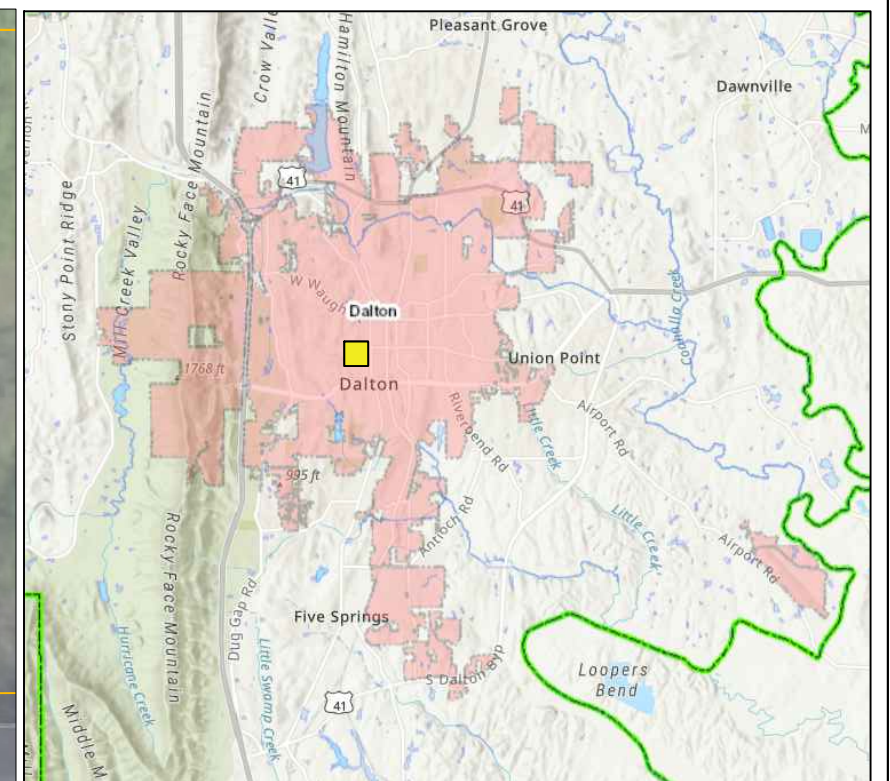 Pleasant Grove
Crow Valle
Hamilton Mountain
Dawnville
41
41
Rocky Face Mountain
Stony Point Ridge
Mill Creek Valley
W Waugh
Dalton
Coahulla Creek
Union Point
1768 ft
Dalton
Riverbend Rd
Little Creek
Airport Rd
995 ft
Antioch Rd
Little Creek
Airport Rd
Rocky Face Mountain
Dug Gap Rd
Five Springs
Hurricane Creek
Little Swamp Creek
S Dalton Byp
Loopers
Bend
41
Middle M